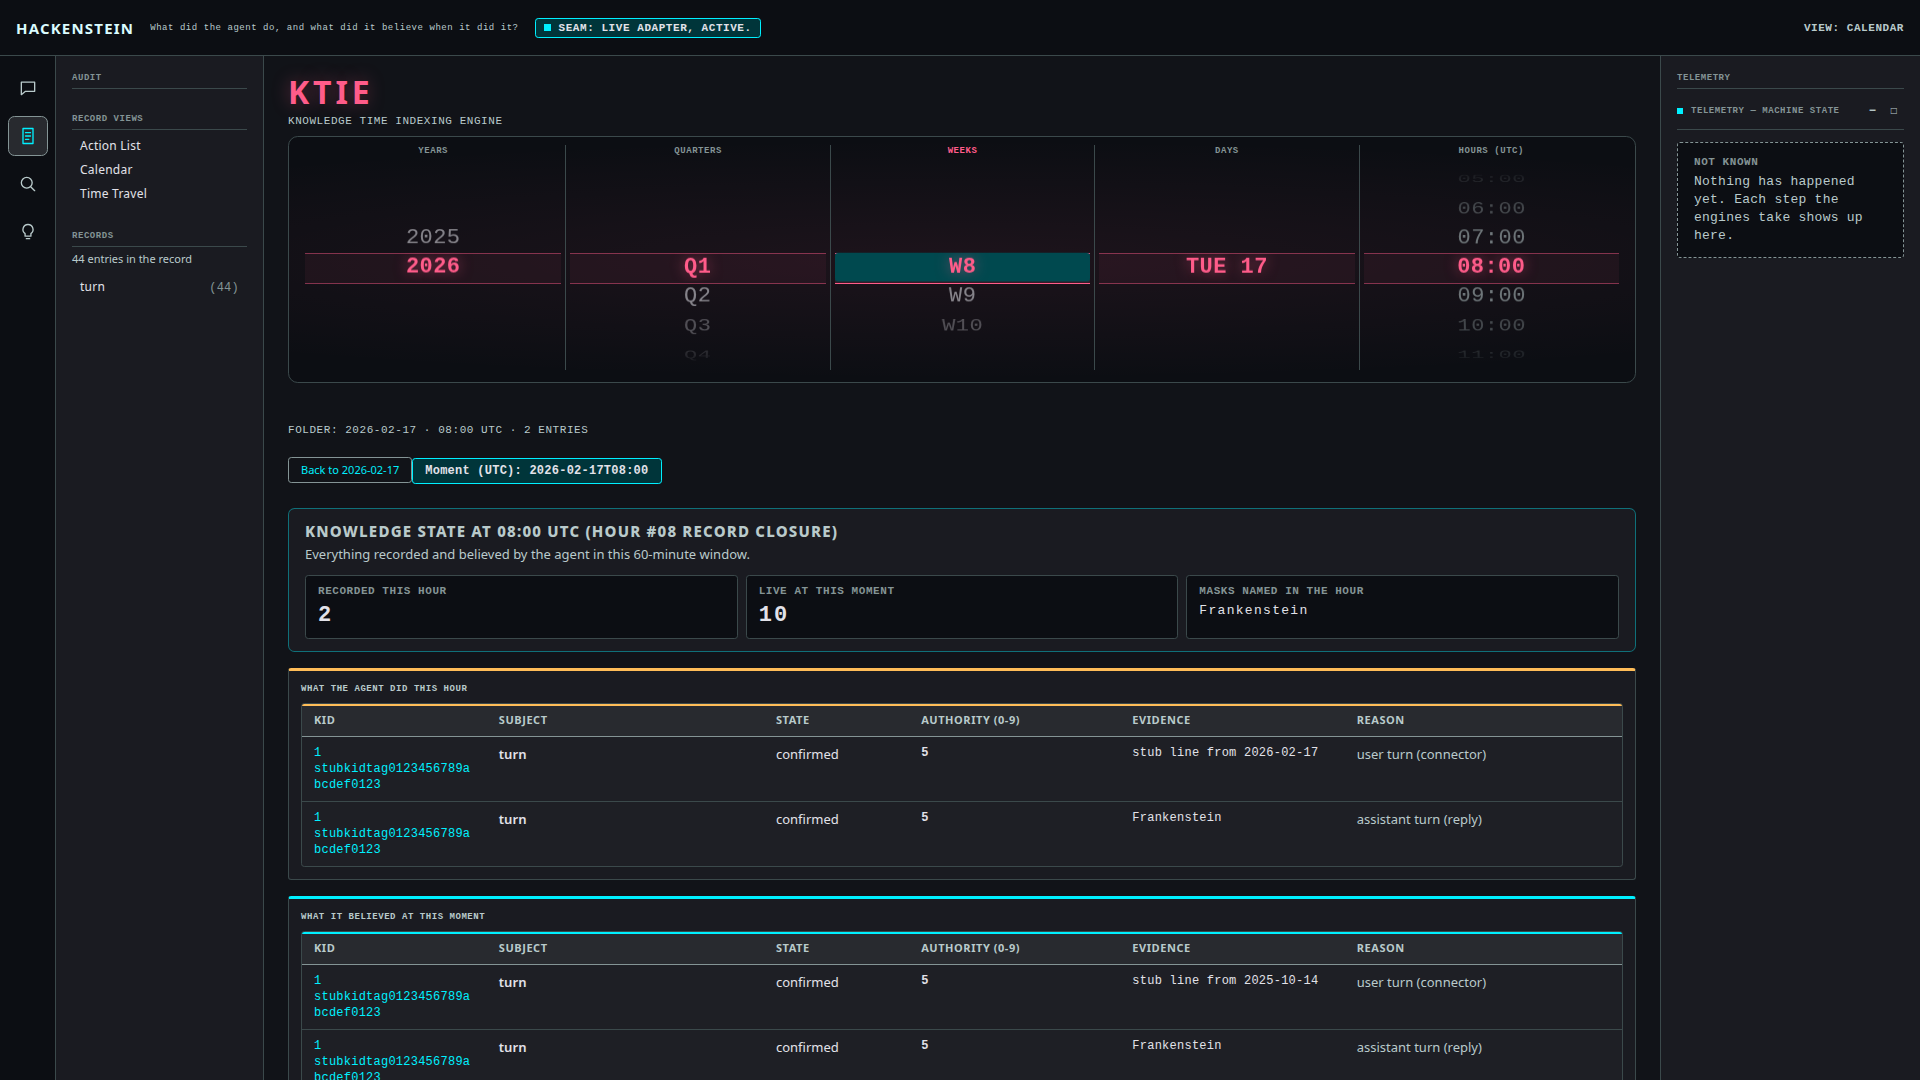 HACKENSTEIN
What did the agent do, and what did it believe when it did it?
SEAM: LIVE ADAPTER, ACTIVE.
VIEW: CALENDAR
AUDIT
RECORD VIEWS
Action List
Calendar
Time Travel
RECORDS
44 entries in the record
turn (44)
KTIE
KNOWLEDGE TIME INDEXING ENGINE
YEARS
2025
2026
QUARTERS
Q1
Q2
Q3
Q4
WEEKS
W8
W9
W10
DAYS
TUE 17
HOURS (UTC)
05:00
06:00
07:00
08:00
09:00
10:00
11:00
FOLDER: 2026-02-17 · 08:00 UTC · 2 ENTRIES
Back to 2026-02-17
Moment (UTC): 2026-02-17T08:00
KNOWLEDGE STATE AT 08:00 UTC (HOUR #08 RECORD CLOSURE)
Everything recorded and believed by the agent in this 60-minute window.
RECORDED THIS HOUR
2
LIVE AT THIS MOMENT
10
MASKS NAMED IN THE HOUR
Frankenstein
WHAT THE AGENT DID THIS HOUR
KID SUBJECT STATE AUTHORITY (0-9) EVIDENCE REASON
1 turn confirmed 5 stub line from 2026-02-17 user turn (connector)
stubkidtag0123456789a
bcdef0123
1 turn confirmed 5 Frankenstein assistant turn (reply)
stubkidtag0123456789a
bcdef0123
WHAT IT BELIEVED AT THIS MOMENT
KID SUBJECT STATE AUTHORITY (0-9) EVIDENCE REASON
1 turn confirmed 5 stub line from 2025-10-14 user turn (connector)
stubkidtag0123456789a
bcdef0123
1 turn confirmed 5 Frankenstein assistant turn (reply)
stubkidtag0123456789a
bcdef0123
TELEMETRY
TELEMETRY — MACHINE STATE
NOT KNOWN
Nothing has happened
yet. Each step the
engines take shows up
here.